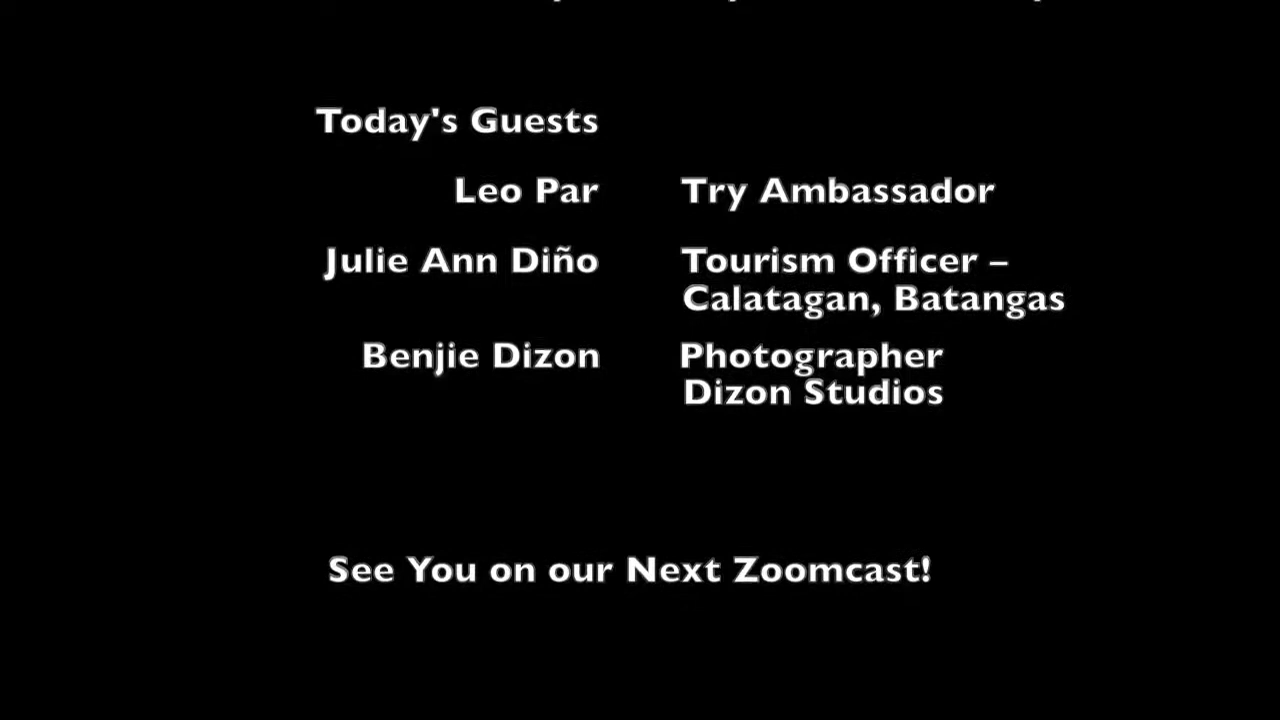 Today's Guests
Leo Par Try Ambassador
Julie Ann Diño Tourism Officer –
Calatagan, Batangas
Benjie Dizon Photographer
Dizon Studios
See You on our Next Zoomcast!